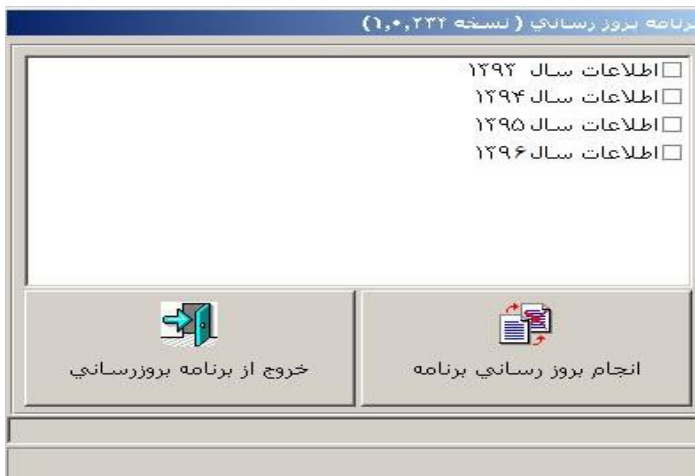 برنامه بروز رساني ( نسخه ۱,۰,۲۳۴)
اطلاعات سال ۱۳۹۳
اطلاعات سال ۱۳۹۴
اطلاعات سال ۱۳۹۵
اطلاعات سال ۱۳۹۶
انجام بروز رساني برنامه
خروج از برنامه بروزرساني